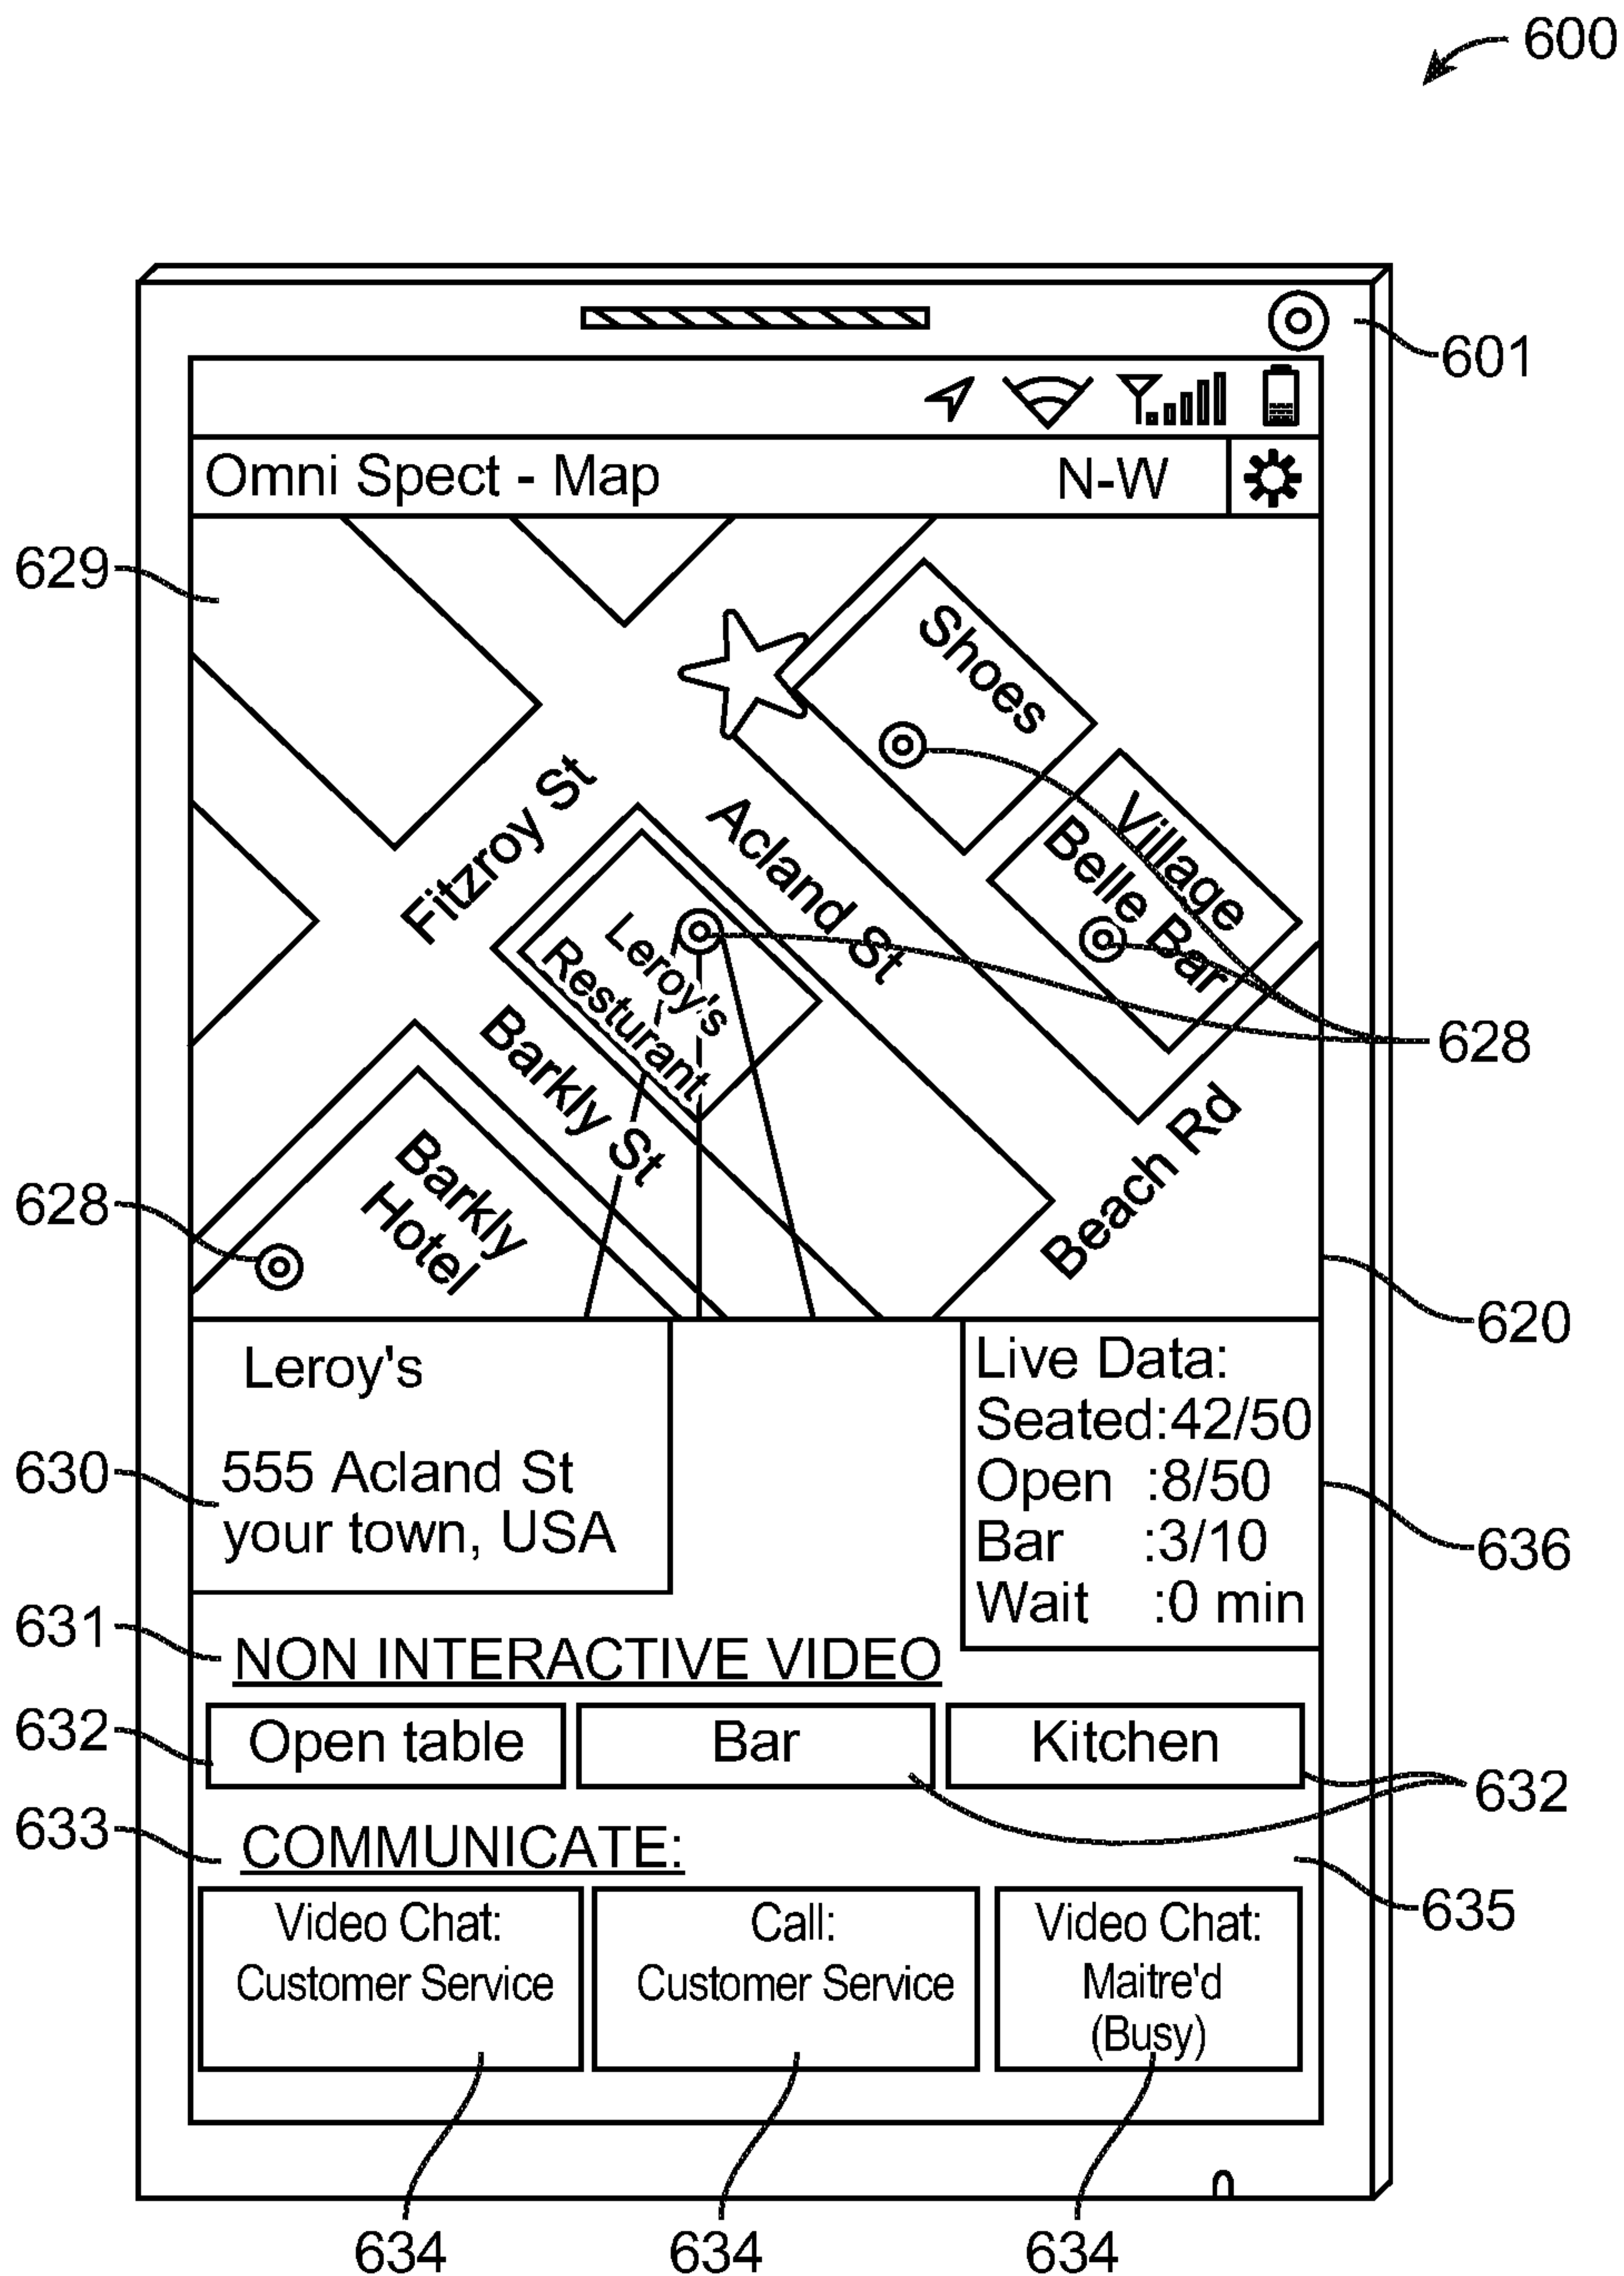 600
601
Omni Spect - Map N-W
629
Shoes
Fitzroy St
Acland St
Village
Belle Bar
Leroy's
Resturant
628
Barkly St
Beach Rd
Barkly
Hotel
628
620
Leroy's
630
555 Acland St
your town, USA
Live Data:
Seated:42/50
Open :8/50
Bar :3/10
Wait :0 min
636
631
NON INTERACTIVE VIDEO
632
Open table
Bar
Kitchen
632
633
COMMUNICATE:
635
Video Chat:
Customer Service
Call:
Customer Service
Video Chat:
Maitre'd
(Busy)
634 634 634